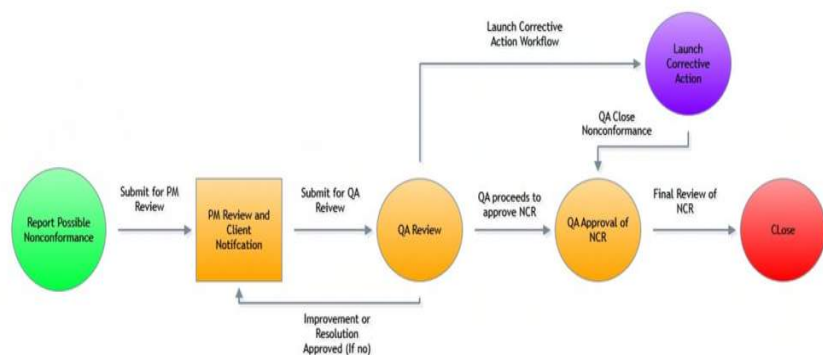 Launch Corrective
Action Workflow
Launch
Corrective
Action
QA Close
Nonconformance
Submit for PM
Review
Submit for QA
Reivew
QA proceeds to
approve NCR
Final Review of
NCR
Report Possible
Nonconformance
PM Review and
Client
Notifcation
QA Review
QA Approval of
NCR
CLose
Improvement or
Resolution
Approved (If no)